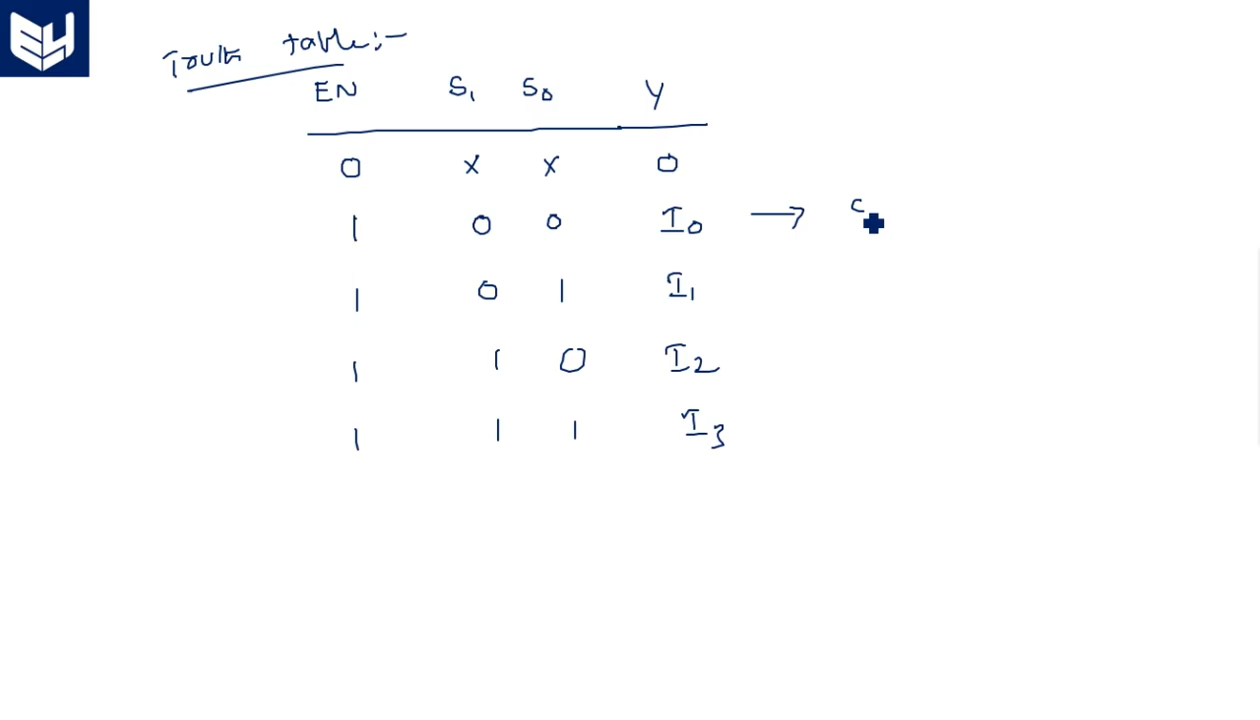 Truth table:-
EN S1 S0 Y
0 x x 0
1 0 0 I0 →
1 0 1 I1
1 1 0 I2
1 1 1 I3